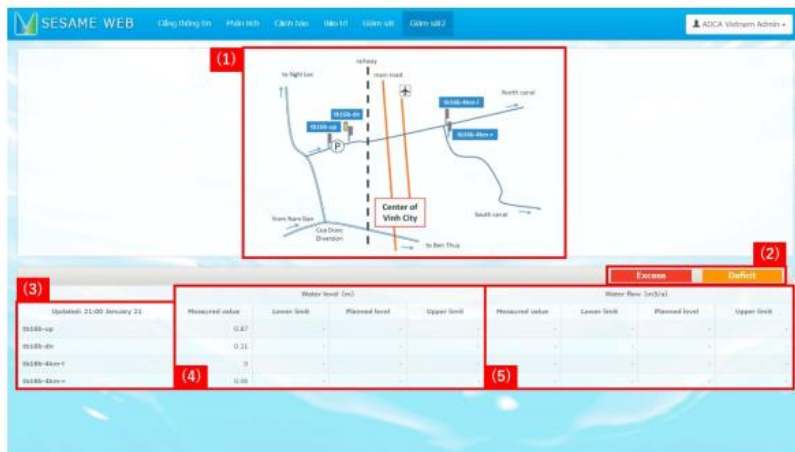 SESAME WEB Cổng thông tin Phân tích Cảnh báo Bảo trì Giám sát Giám sát2 ADCA Vietnam Admin
(1)
railway
to Nghi Loc
main road
North canal
tb16b-4km-t
tb16b-dn
tb16b-up
tb16b-4km-v
P
Center of
Vinh City
from Nam Dan
South canal
Cua Duoc
Diversion
to Ben Thuy
(2)
Excess Deficit
(3)
Water level (m) Water flow (m3/s)
Updated: 21:00 January 21 Measured value Lower limit Planned level Upper limit Measured value Lower limit Planned level Upper limit
tb16b-up 0.87 - - - - - - -
tb16b-dn 0.31 - - - - - - -
tb16b-4km-t 0 - - - - - - -
tb16b-4km-v 0.05 - - - - - - -
(4) (5)